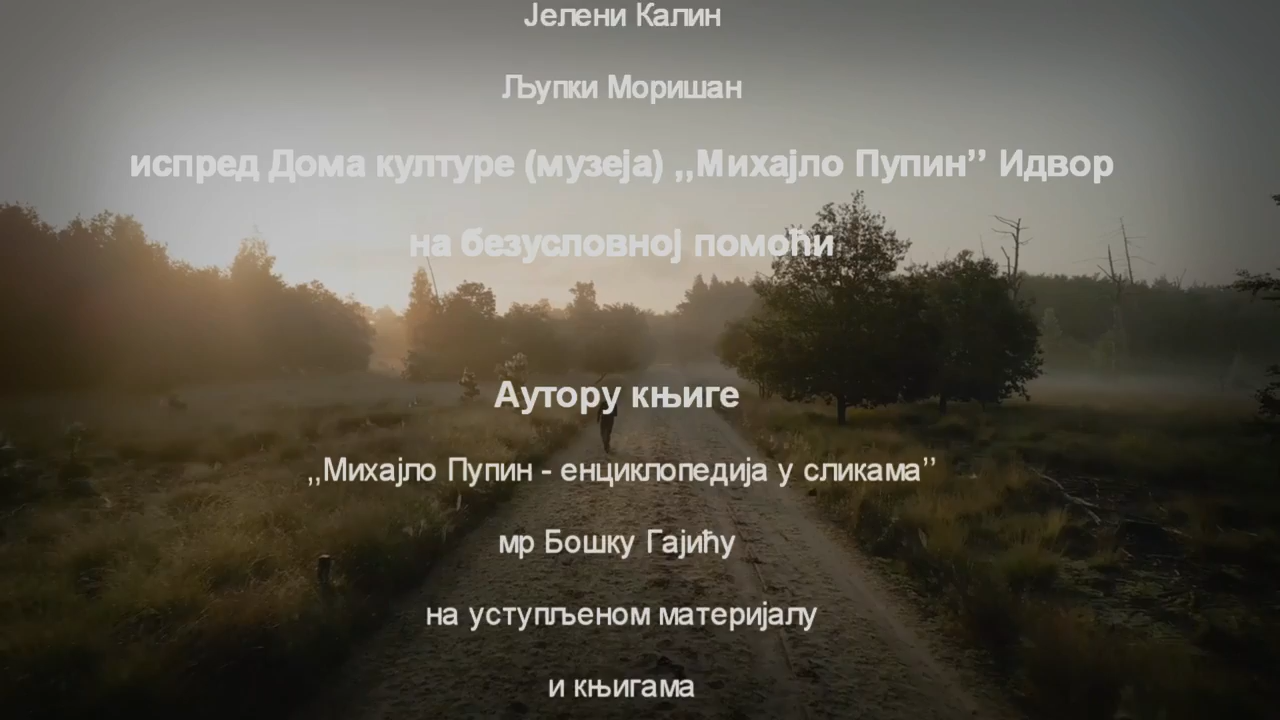 Јелени Калин
Љупки Моришан
испред Дома културе (музеја) ,,Михајло Пупин’’ Идвор
на безусловној помоћи
Аутору књиге
,,Михајло Пупин - енциклопедија у сликама’’
мр Бошку Гајићу
на уступљеном материјалу
и књигама